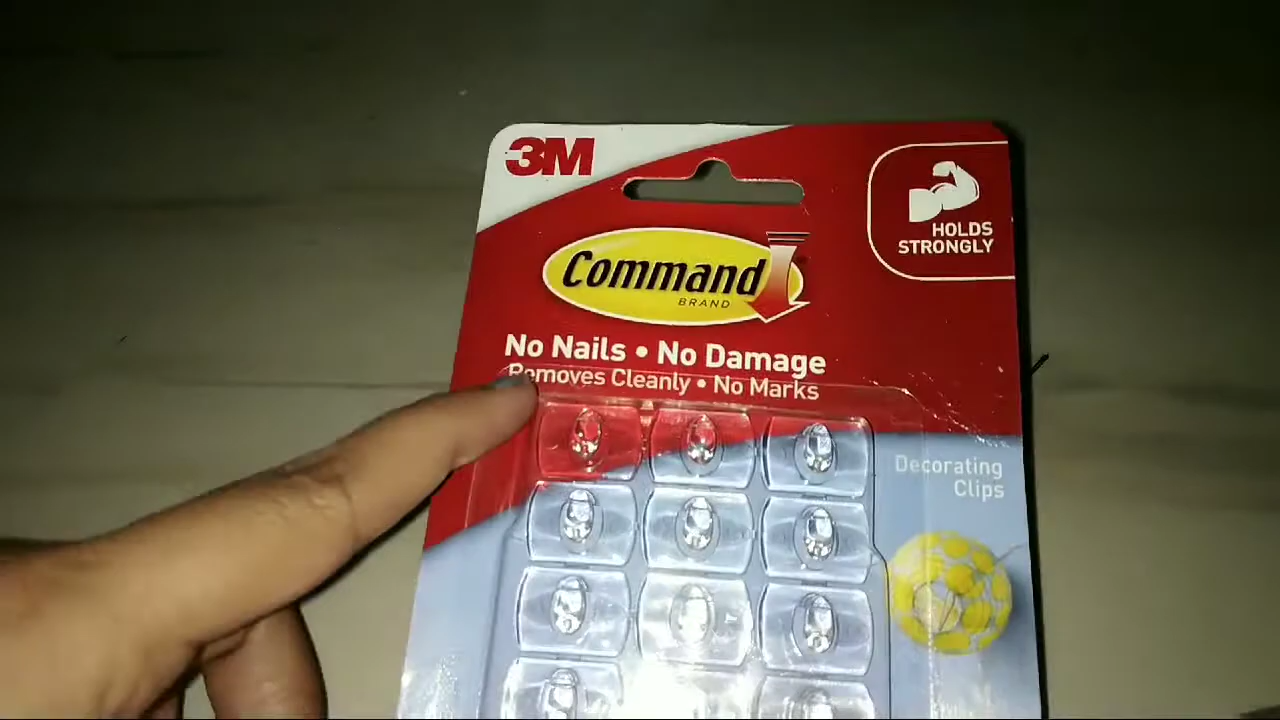 3M
HOLDS
STRONGLY
Command
BRAND
No Nails • No Damage
Removes Cleanly • No Marks
Decorating
Clips